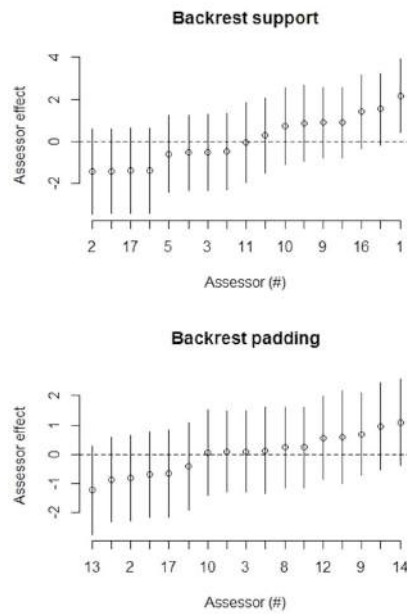 Backrest support
4
2
0
-2
Assessor effect
2 17 5 3 11 10 9 16 1
Assessor (#)
Backrest padding
2
1
0
-1
-2
Assessor effect
13 2 17 10 3 8 12 9 14
Assessor (#)